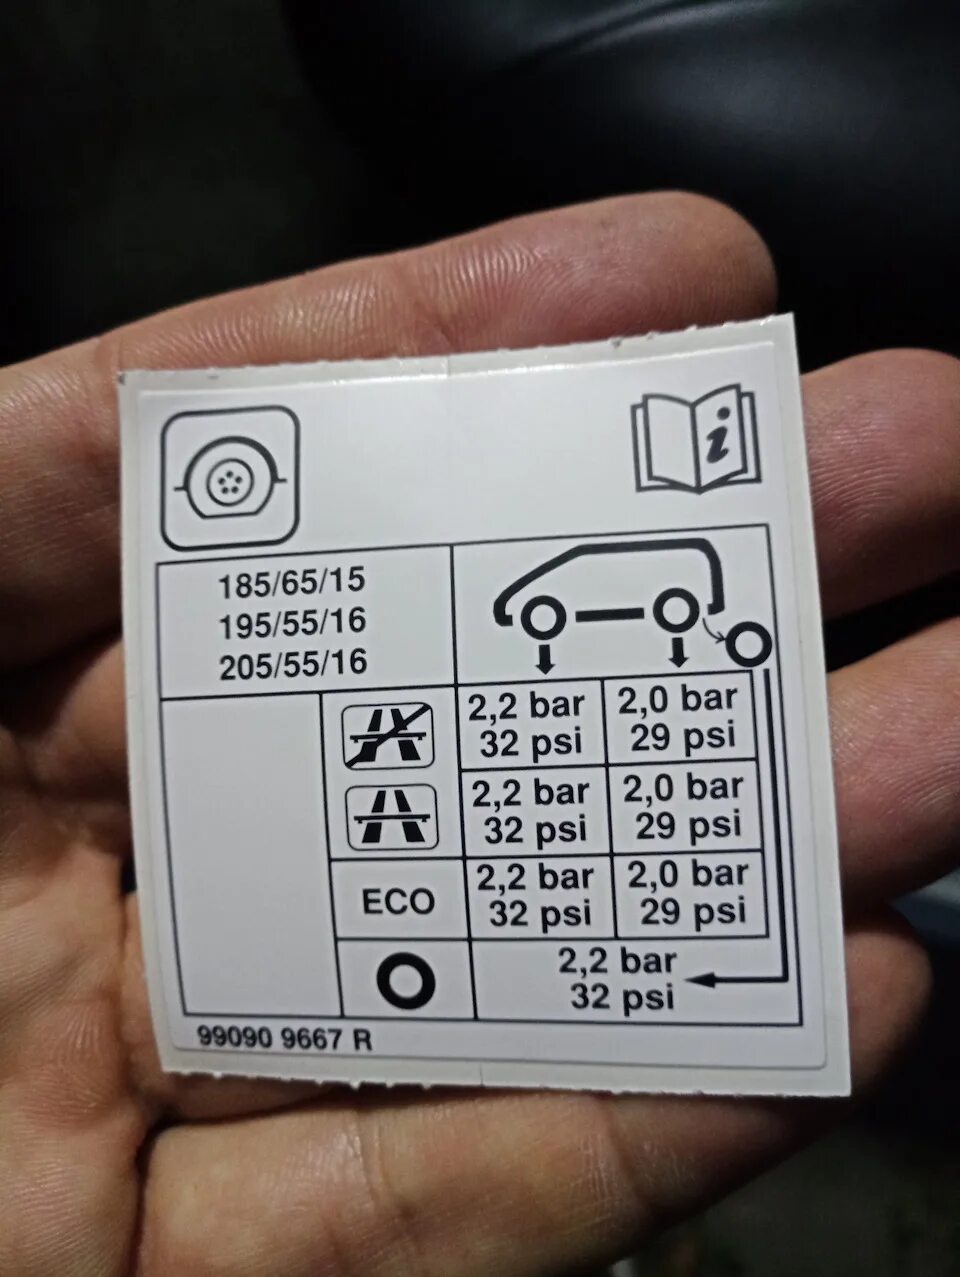 i
185/65/15
195/55/16
205/55/16
2,2 bar 2,0 bar
32 psi 29 psi
2,2 bar 2,0 bar
32 psi 29 psi
ECO 2,2 bar 2,0 bar
32 psi 29 psi
2,2 bar
32 psi
99090 9667 R